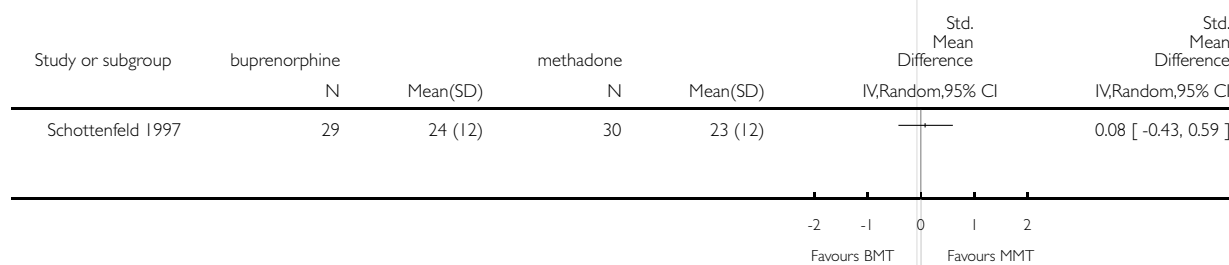 Std. Std.
Mean Mean
Study or subgroup buprenorphine methadone Difference Difference
N Mean(SD) N Mean(SD) IV,Random,95% CI IV,Random,95% CI
Schottenfeld 1997 29 24 (12) 30 23 (12) 0.08 [ -0.43, 0.59 ]
-2 -1 0 1 2
Favours BMT Favours MMT